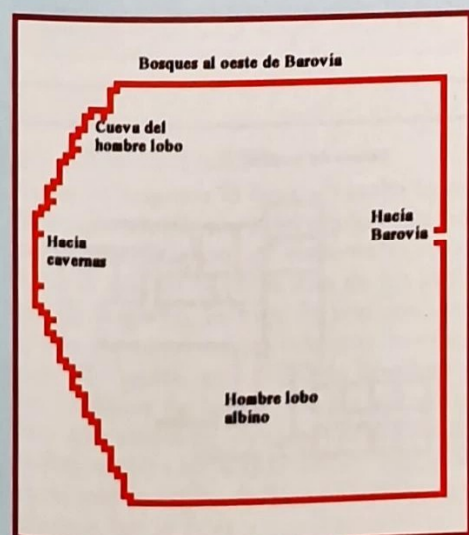 Bosques al oeste de Barovia
Cueva del
hombre lobo
Hacia
Barovia
Hacia
cavernas
Hombre lobo
albino